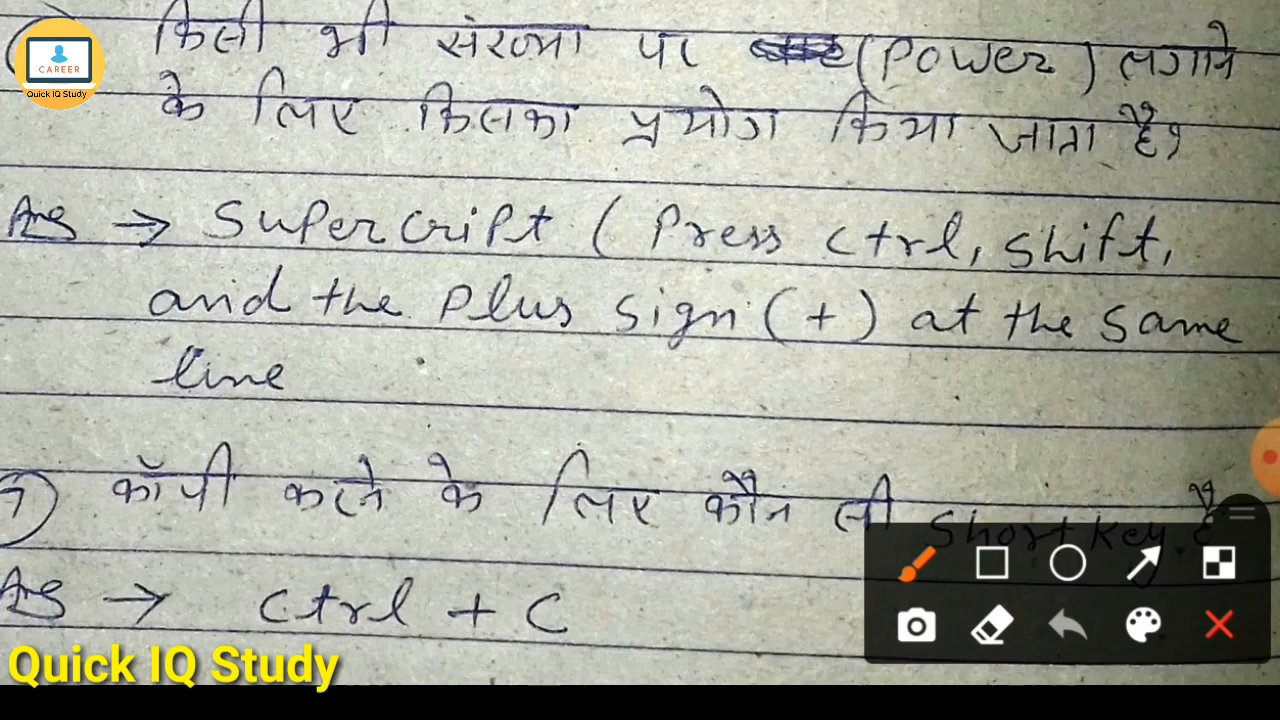 किसी भी संख्या पर (Power) लगाने
के लिए किसका प्रयोग किया जाता है?
CAREER
Quick IQ Study
Ans → Supercript (Press ctrl, shift,
and the Plus sign (+) at the same
line
7) कॉपी करने के लिए कौन सी short key है
Ans → ctrl + C
Quick IQ Study